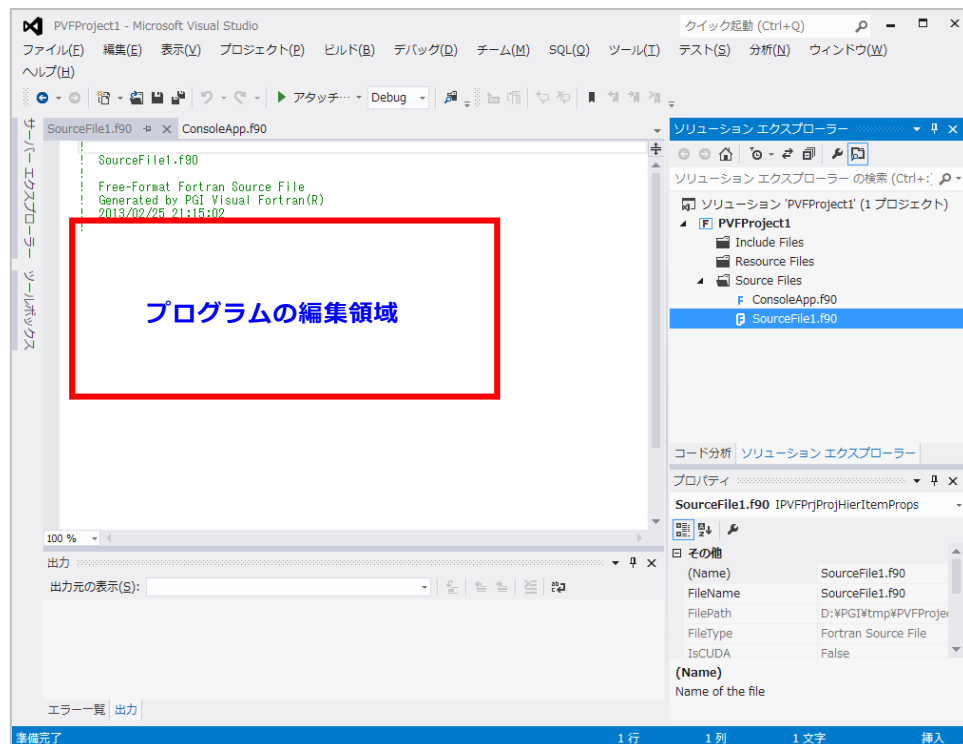 PVFProject1 - Microsoft Visual Studio
クイック起動 (Ctrl+Q)
ファイル(F) 編集(E) 表示(V) プロジェクト(P) ビルド(B) デバッグ(D) チーム(M) SQL(Q) ツール(T) テスト(S) 分析(N) ウィンドウ(W)
ヘルプ(H)
アタッチ… Debug
サーバー エクスプローラー ツールボックス
SourceFile1.f90 ConsoleApp.f90
!
! SourceFile1.f90
!
! Free-Format Fortran Source File
! Generated by PGI Visual Fortran(R)
! 2013/02/25 21:15:02
!
プログラムの編集領域
100 %
出力
出力元の表示(S):
エラー一覧 出力
ソリューション エクスプローラー
ソリューション エクスプローラー の検索 (Ctrl+;
ソリューション 'PVFProject1' (1 プロジェクト)
PVFProject1
Include Files
Resource Files
Source Files
ConsoleApp.f90
SourceFile1.f90
コード分析 ソリューション エクスプローラー
プロパティ
SourceFile1.f90 IPVFPrjProjHierItemProps
その他
(Name) SourceFile1.f90
FileName SourceFile1.f90
FilePath D:¥PGI¥tmp¥PVFProje
FileType Fortran Source File
IsCUDA False
(Name)
Name of the file
準備完了 1 行 1 列 1 文字 挿入